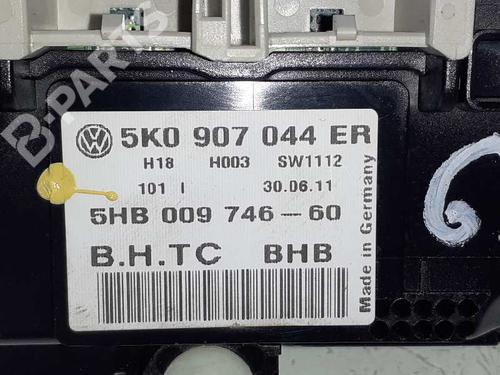 B-PARTS
5K0 907 044 ER
H18 H003 SW1112
101 I 30.06.11
5HB 009 746-60
B.H.TC BHB
Made in Germany